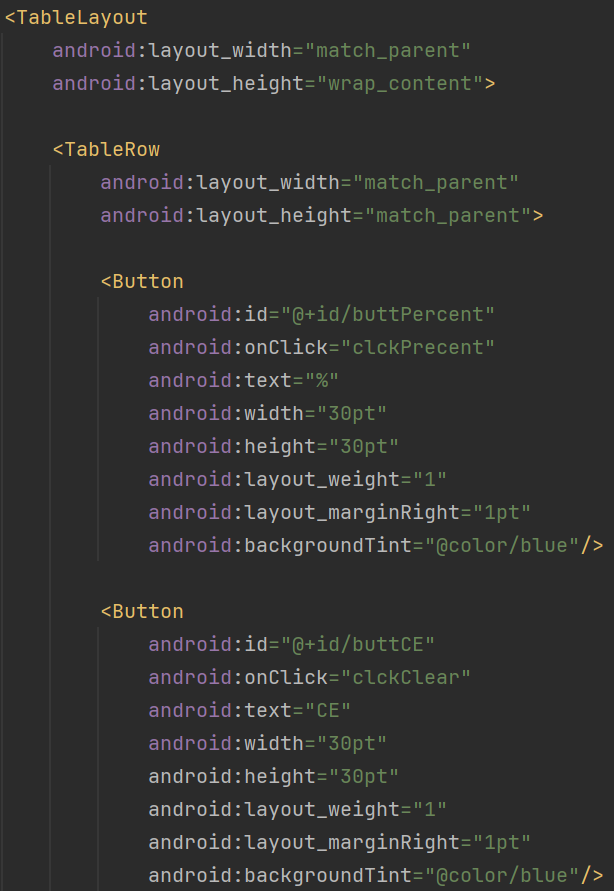 <TableLayout
android:layout_width="match_parent"
android:layout_height="wrap_content">
<TableRow
android:layout_width="match_parent"
android:layout_height="match_parent">
<Button
android:id="@+id/buttPercent"
android:onClick="clckPrecent"
android:text="%"
android:width="30pt"
android:height="30pt"
android:layout_weight="1"
android:layout_marginRight="1pt"
android:backgroundTint="@color/blue"/>
<Button
android:id="@+id/buttCE"
android:onClick="clckClear"
android:text="CE"
android:width="30pt"
android:height="30pt"
android:layout_weight="1"
android:layout_marginRight="1pt"
android:backgroundTint="@color/blue"/>